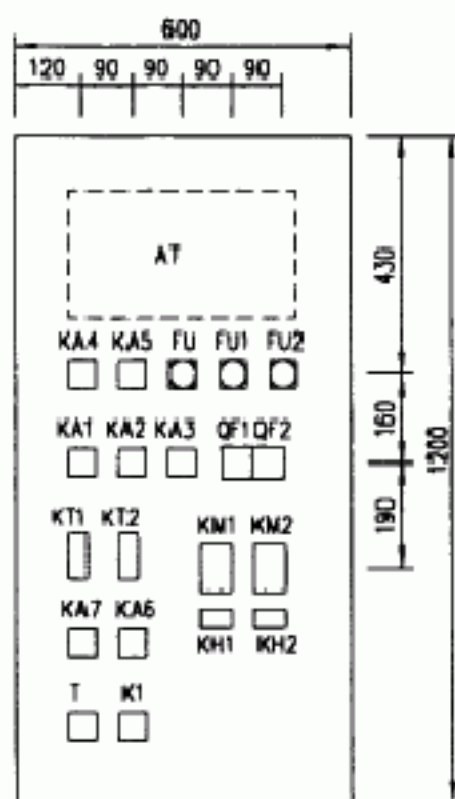 600
120 90 90 90 90
AT
430
KA4 KA5 FU FU1 FU2
160
KA1 KA2 KA3 QF1 QF2
1200
190
KT1 KT2 KM1 KM2
KA7 KA6
KH1 KH2
T K1